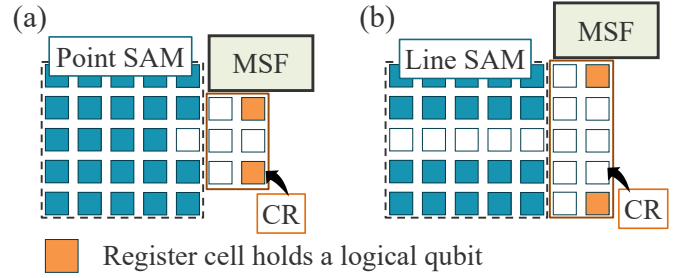 (a)
Point SAM
MSF
CR
(b)
Line SAM
MSF
CR
Register cell holds a logical qubit